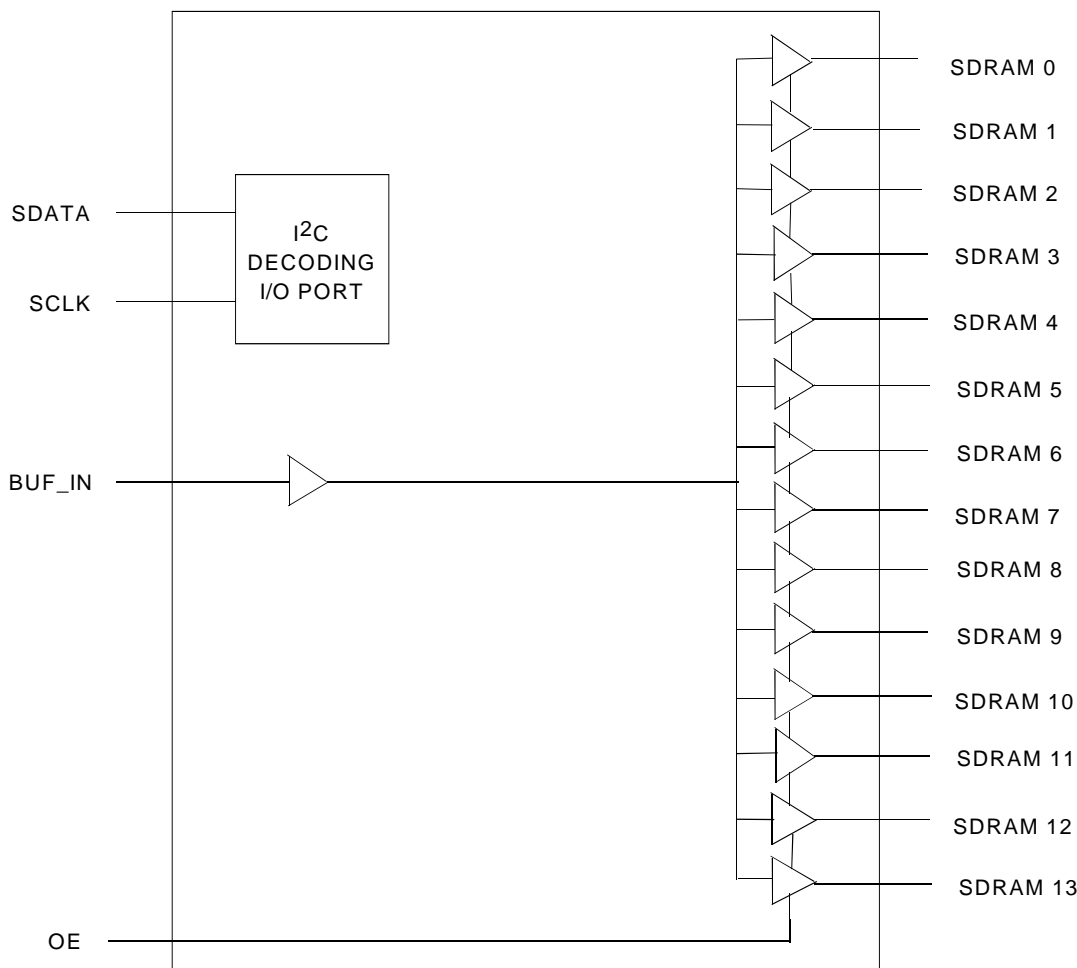 SDRAM 0
SDRAM 1
SDRAM 2
SDATA
I²C
DECODING
I/O PORT
SDRAM 3
SCLK
SDRAM 4
SDRAM 5
SDRAM 6
BUF_IN
SDRAM 7
SDRAM 8
SDRAM 9
SDRAM 10
SDRAM 11
SDRAM 12
SDRAM 13
OE